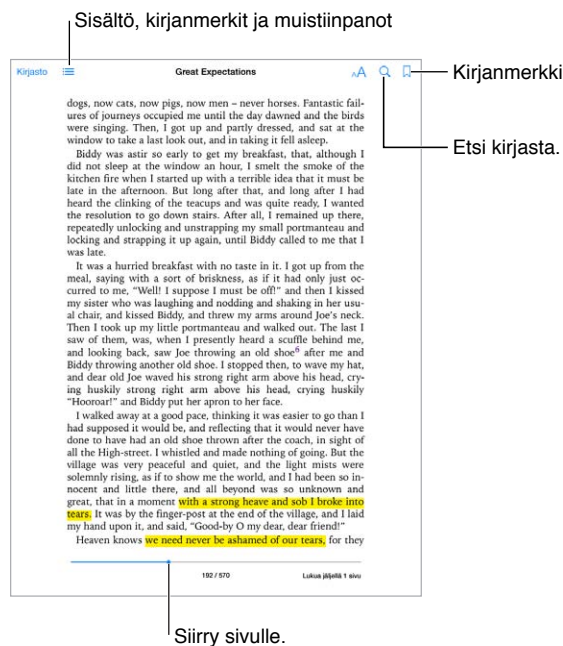 Sisältö, kirjanmerkit ja muistiinpanot
Kirjasto
Great Expectations
AA
Kirjanmerkki
Etsi kirjasta.
dogs, now cats, now pigs, now men – never horses. Fantastic fail-
ures of journeys occupied me until the day dawned and the birds
were singing. Then, I got up and partly dressed, and sat at the
window to take a last look out, and in taking it fell asleep.
Biddy was astir so early to get my breakfast, that, although I
did not sleep at the window an hour, I smelt the smoke of the
kitchen fire when I started up with a terrible idea that it must be
late in the afternoon. But long after that, and long after I had
heard the clinking of the teacups and was quite ready, I wanted
the resolution to go down stairs. After all, I remained up there,
repeatedly unlocking and unstrapping my small portmanteau and
locking and strapping it up again, until Biddy called to me that I
was late.
It was a hurried breakfast with no taste in it. I got up from the
meal, saying with a sort of briskness, as if it had only just oc-
curred to me, “Well! I suppose I must be off!” and then I kissed
my sister who was laughing and nodding and shaking in her usu-
al chair, and kissed Biddy, and threw my arms around Joe’s neck.
Then I took up my little portmanteau and walked out. The last I
saw of them, was, when I presently heard a scuffle behind me,
and looking back, saw Joe throwing an old shoe6 after me and
Biddy throwing another old shoe. I stopped then, to wave my hat,
and dear old Joe waved his strong right arm above his head, cry-
ing huskily strong right arm above his head, crying huskily
“Hooroar!” and Biddy put her apron to her face.
I walked away at a good pace, thinking it was easier to go than I
had supposed it would be, and reflecting that it would never have
done to have had an old shoe thrown after the coach, in sight of
all the High-street. I whistled and made nothing of going. But the
village was very peaceful and quiet, and the light mists were
solemnly rising, as if to show me the world, and I had been so in-
nocent and little there, and all beyond was so unknown and
great, that in a moment with a strong heave and sob I broke into
tears. It was by the finger-post at the end of the village, and I laid
my hand upon it, and said, “Good-by O my dear, dear friend!”
Heaven knows we need never be ashamed of our tears, for they
192 / 570
Lukua jäljellä 1 sivu
Siirry sivulle.